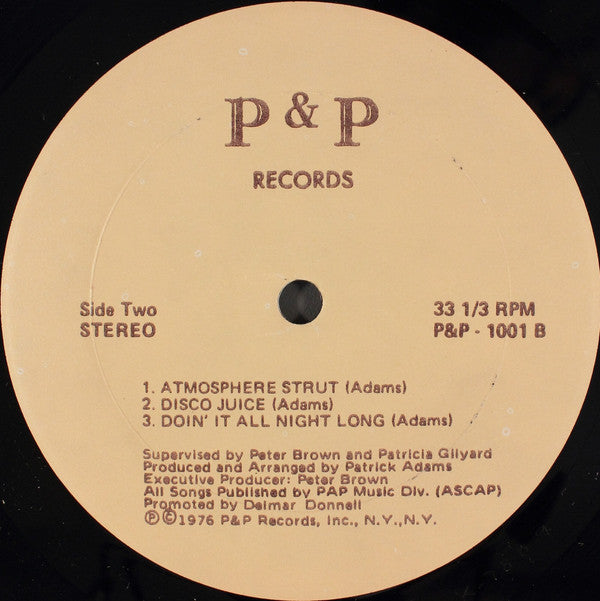 P & P
RECORDS
Side Two
STEREO
33 1/3 RPM
P&P - 1001 B
1. ATMOSPHERE STRUT (Adams)
2. DISCO JUICE (Adams)
3. DOIN' IT ALL NIGHT LONG (Adams)
Supervised by Peter Brown and Patricia Gilyard
Produced and Arranged by Patrick Adams
Executive Producer: Peter Brown
All Songs Published by PAP Music Div. (ASCAP)
Promoted by Delmar Donnell
℗©1976 P&P Records, Inc., N.Y.,N.Y.